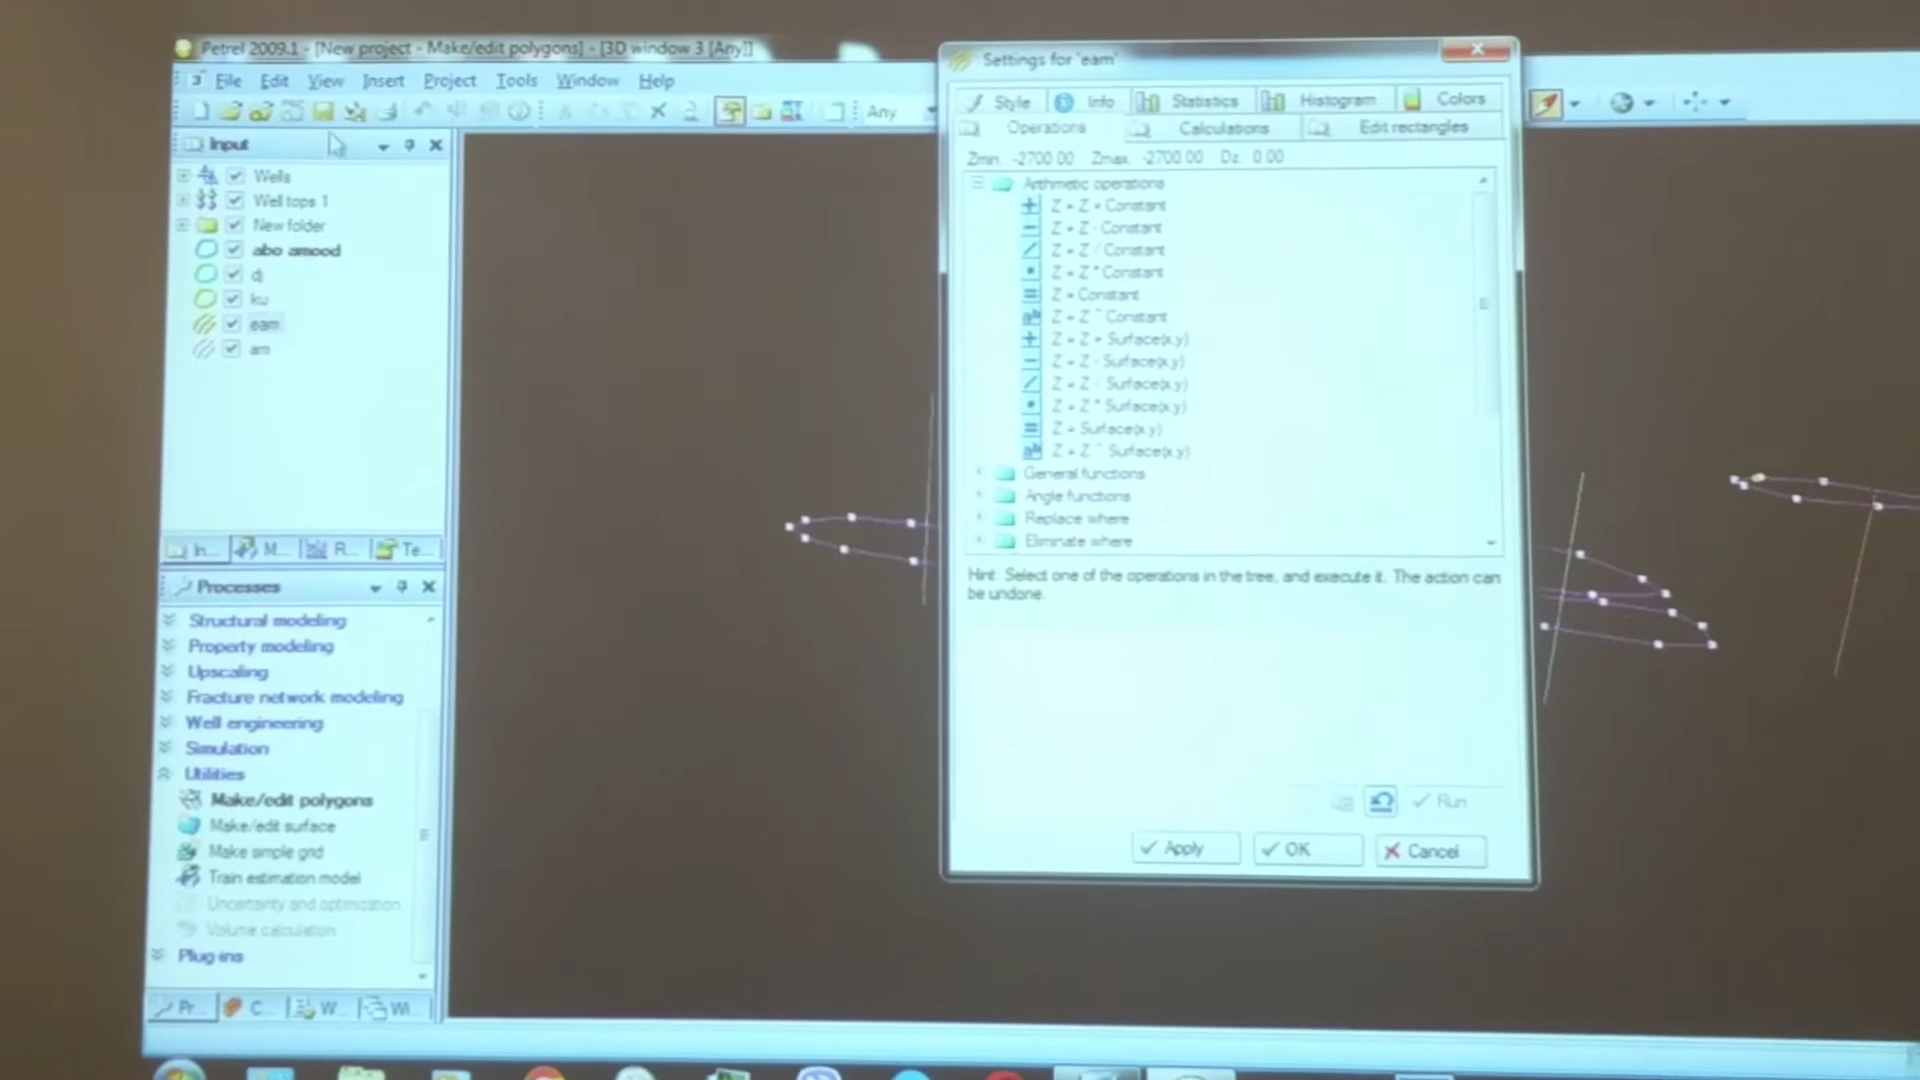 Petrel 2009.1 - [New project - Make/edit polygons] - [3D window 3 [Any]]
File Edit View Insert Project Tools Window Help
Any
Input
Wells
Well tops 1
New folder
abo amood
dj
ku
eam
am
In... M... R... Te...
Processes
Structural modeling
Property modeling
Upscaling
Fracture network modeling
Well engineering
Simulation
Utilities
Make/edit polygons
Make/edit surface
Make simple grid
Train estimation model
Uncertainty and optimization
Volume calculation
Plug-ins
Pr... C... W... Wi...
Settings for 'eam'
Style Info Statistics Histogram Colors
Operations Calculations Edit rectangles
Zmin: -2700.00 Zmax: -2700.00 Dz: 0.00
Arithmetic operations
Z = Z + Constant
Z = Z - Constant
Z = Z / Constant
Z = Z * Constant
Z = Constant
Z = Z ^ Constant
Z = Z + Surface(x,y)
Z = Z - Surface(x,y)
Z = Z / Surface(x,y)
Z = Z * Surface(x,y)
Z = Surface(x,y)
Z = Z ^ Surface(x,y)
General functions
Angle functions
Replace where
Eliminate where
Hint: Select one of the operations in the tree, and execute it. The action can
be undone.
Run
Apply OK Cancel